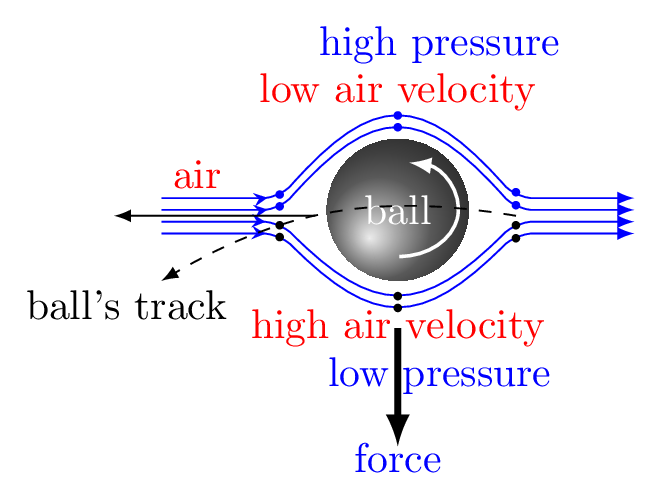 high pressure
low air velocity
air
ball
ball's track
high air velocity
low pressure
force